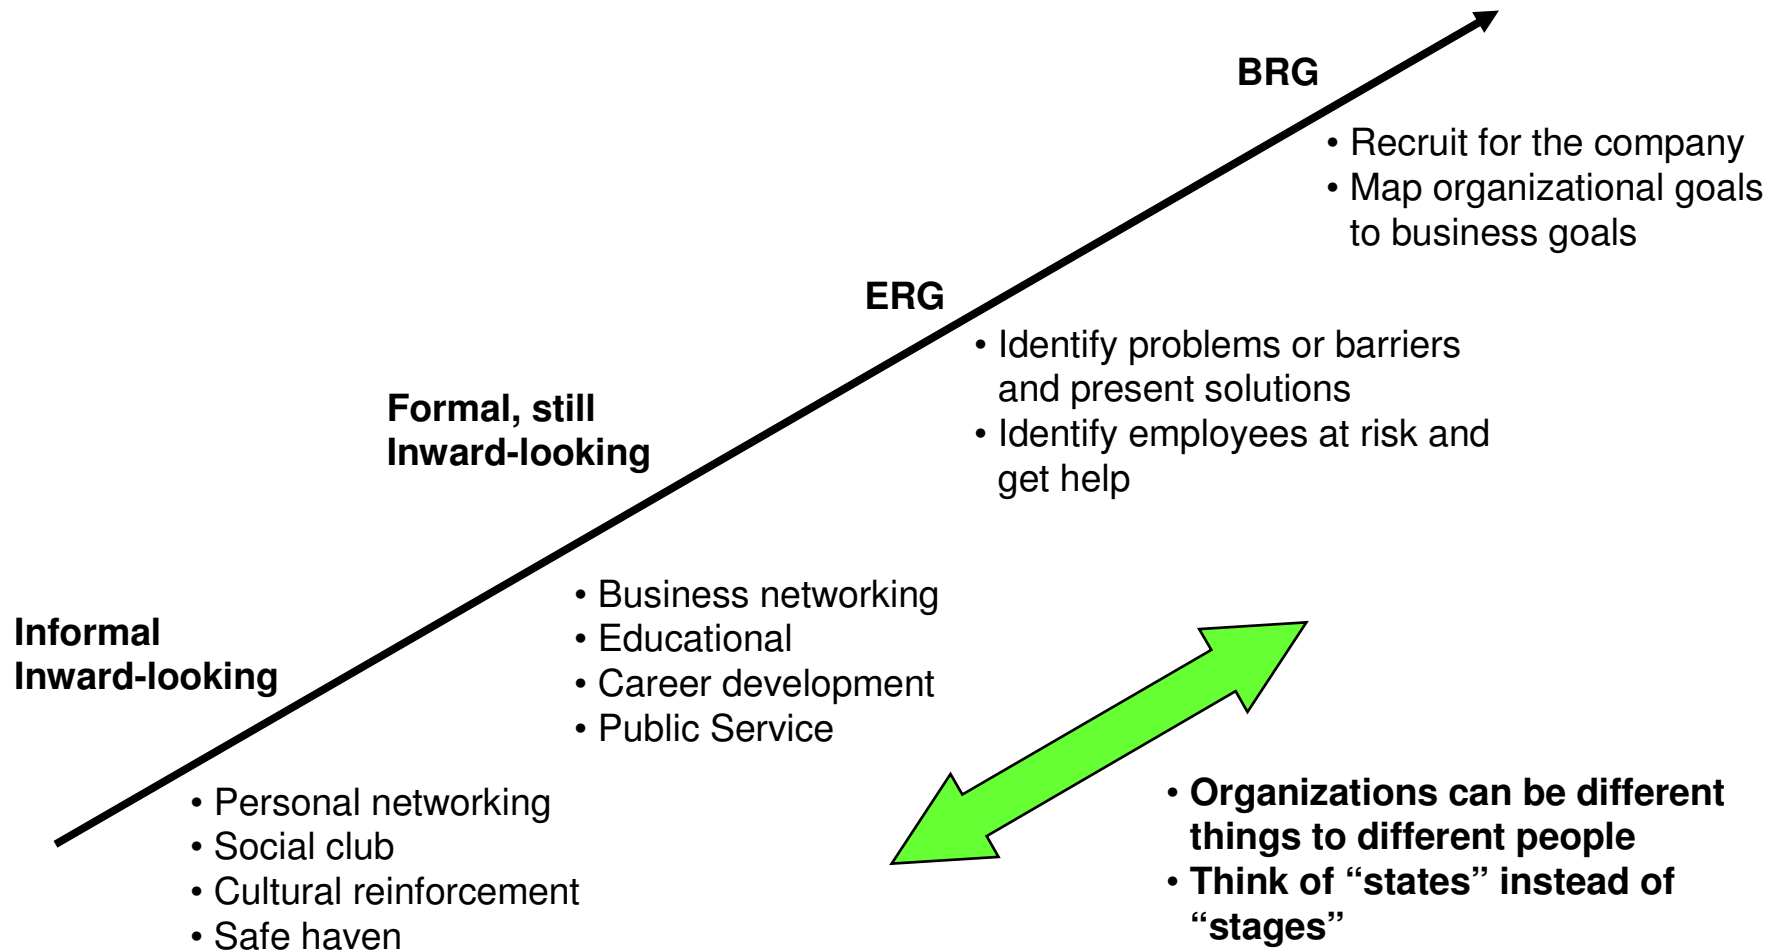 BRG
• Recruit for the company
• Map organizational goals
to business goals
ERG
• Identify problems or barriers
and present solutions
• Identify employees at risk and
get help
Formal, still
Inward-looking
• Business networking
• Educational
• Career development
• Public Service
Informal
Inward-looking
• Personal networking
• Social club
• Cultural reinforcement
• Safe haven
• Organizations can be different
things to different people
• Think of “states” instead of
“stages”